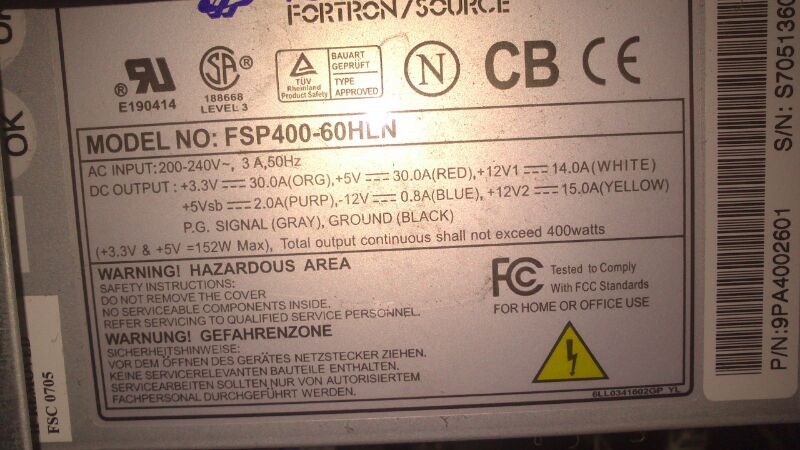 FORTRON/SOURCE
OK
OK
E190414
SA ®
188668
LEVEL 3
TÜV
Rheinland
Product Safety
BAUART
GEPRÜFT
TYPE
APPROVED
N
CB
CE
MODEL NO: FSP400-60HLN
AC INPUT: 200-240V~, 3 A,50Hz
DC OUTPUT : +3.3V 30.0A(ORG),+5V 30.0A(RED), +12V1 14.0A(WHITE)
+5Vsb 2.0A(PURP),-12V 0.8A(BLUE), +12V2 15.0A(YELLOW)
P.G. SIGNAL (GRAY), GROUND (BLACK)
(+3.3V & +5V =152W Max), Total output continuous shall not exceed 400watts
WARNING! HAZARDOUS AREA
SAFETY INSTRUCTIONS:
DO NOT REMOVE THE COVER
NO SERVICEABLE COMPONENTS INSIDE.
REFER SERVICING TO QUALIFIED SERVICE PERSONNEL.
WARNUNG! GEFAHRENZONE
SICHERHEITSHINWEISE:
VOR DEM ÖFFNEN DES GERÄTES NETZSTECKER ZIEHEN.
KEINE SERVICERELEVANTEN BAUTEILE ENTHALTEN.
SERVICEARBEITEN SOLLTEN NUR VON AUTORISIERTEM
FACHPERSONAL DURCHGEFÜHRT WERDEN.
FC Tested to Comply
With FCC Standards
FOR HOME OR OFFICE USE
6LL0341602GP YL
P/N:9PA4002601
S/N: S7051360
FSC 0705